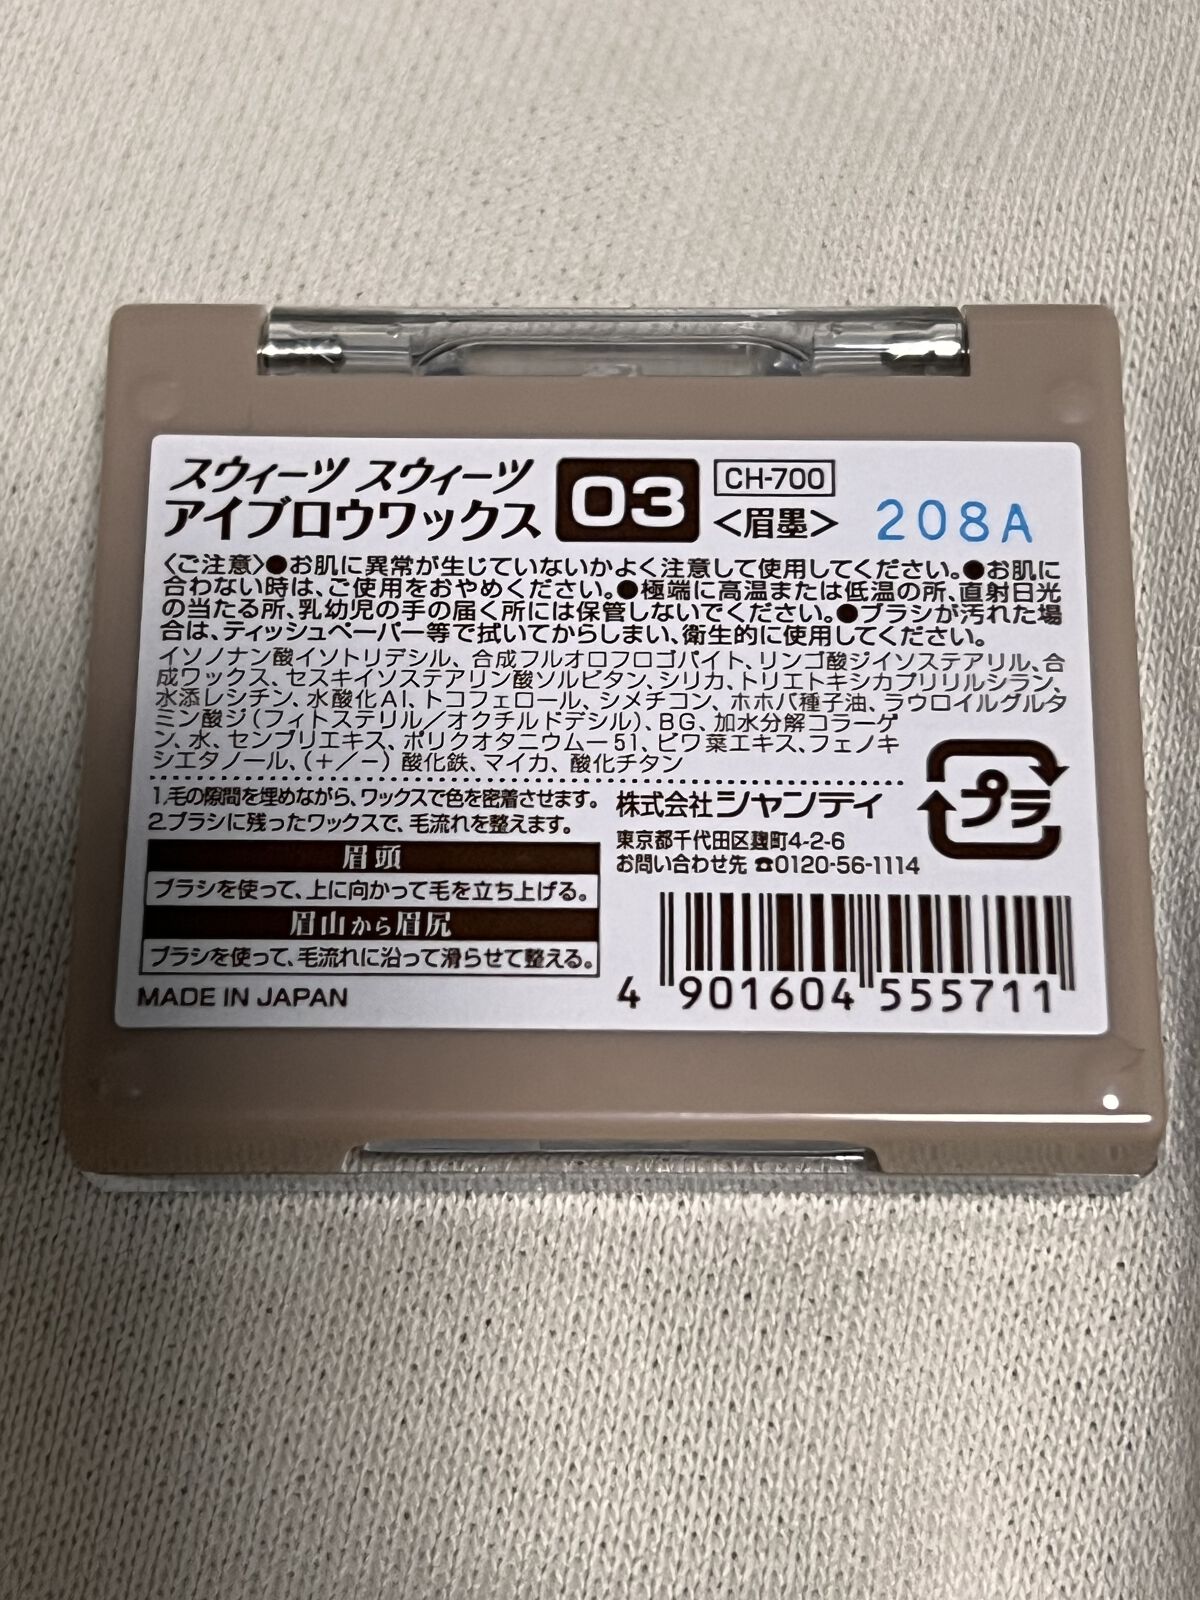 スウィーツ スウィーツ
アイブロウワックス 03 CH-700 <眉墨> 208A
〈ご注意〉●お肌に異常が生じていないかよく注意して使用してください。●お肌に
合わない時は、ご使用をおやめください。●極端に高温または低温の所、直射日光
の当たる所、乳幼児の手の届く所には保管しないでください。●ブラシが汚れた場
合は、ティッシュペーパー等で拭いてからしまい、衛生的に使用してください。
イソノナン酸イソトリデシル、合成フルオロフロゴパイト、リンゴ酸ジイソステアリル、合
成ワックス、セスキイソステアリン酸ソルビタン、シリカ、トリエトキシカプリリルシラン、
水添レシチン、水酸化Al、トコフェロール、シメチコン、ホホバ種子油、ラウロイルグルタ
ミン酸ジ(フィトステリル/オクチルドデシル)、BG、加水分解コラーゲ
ン、水、センブリエキス、ポリクオタニウム-51、ビワ葉エキス、フェノキ
シエタノール、(+/-)酸化鉄、マイカ、酸化チタン
1.毛の隙間を埋めながら、ワックスで色を密着させます。
2.ブラシに残ったワックスで、毛流れを整えます。
眉頭
ブラシを使って、上に向かって毛を立ち上げる。
眉山から眉尻
ブラシを使って、毛流れに沿って滑らせて整える。
MADE IN JAPAN
株式会社シャンティ
東京都千代田区麹町4-2-6
お問い合わせ先 ☎0120-56-1114
プラ
4 901604 555711